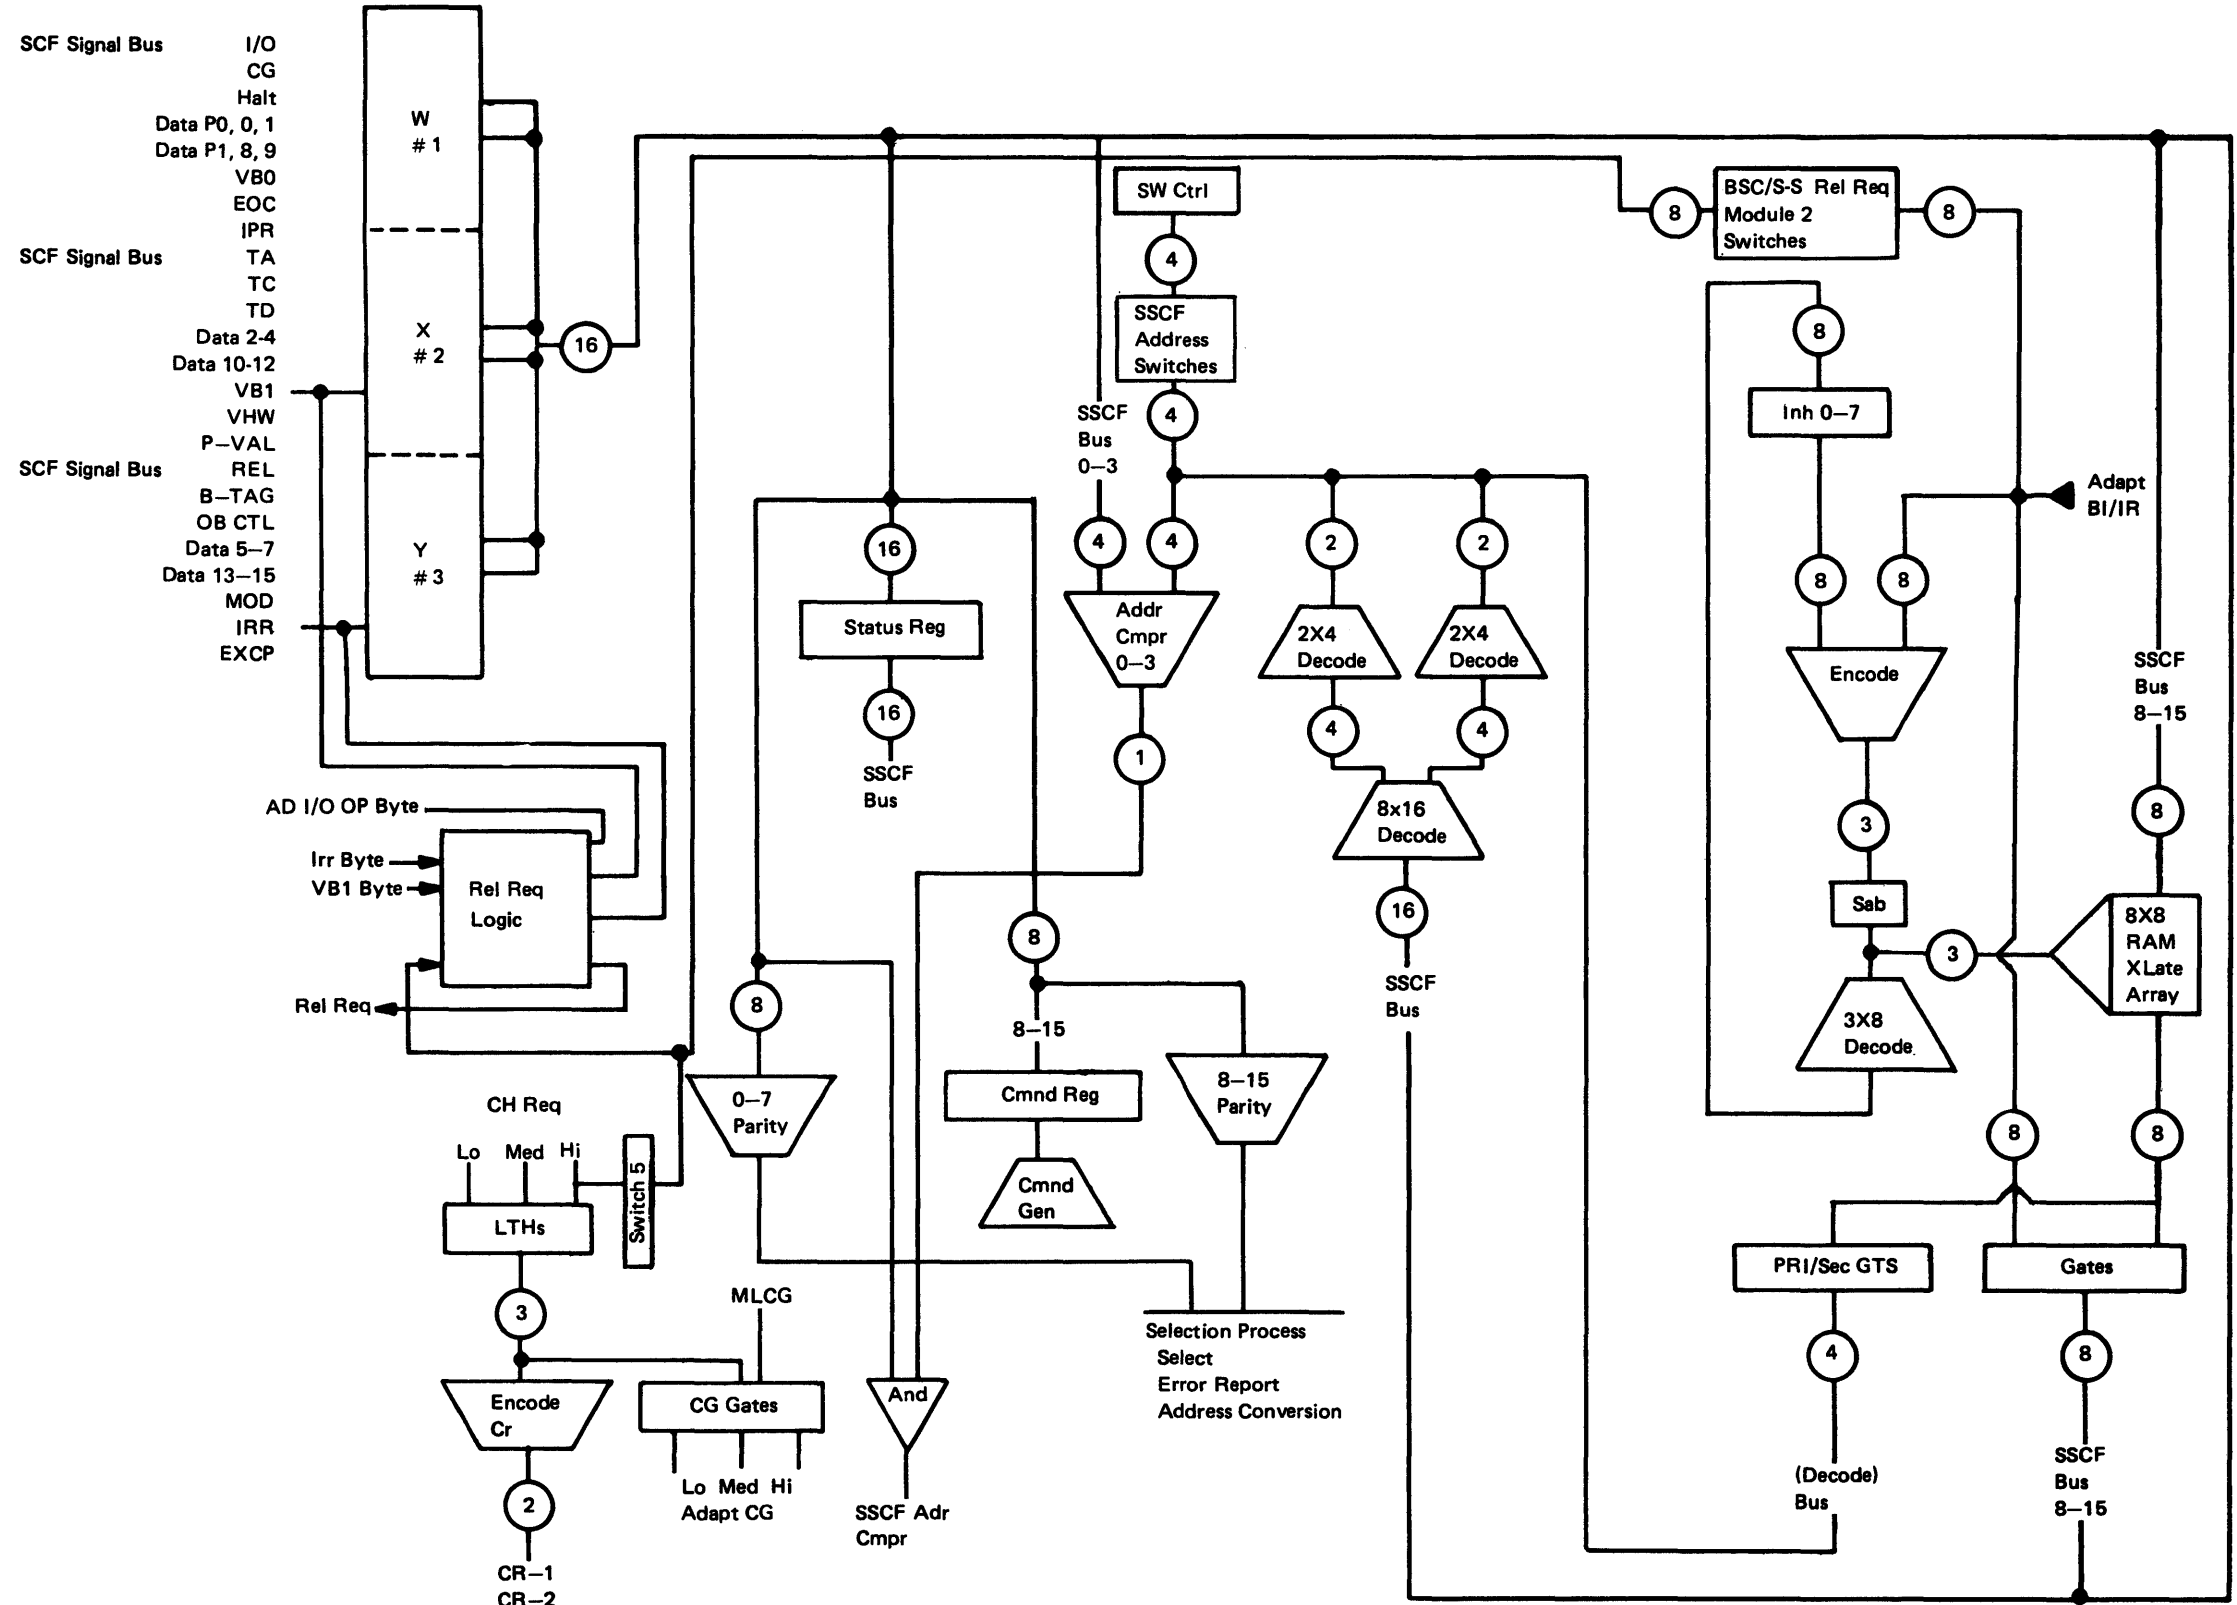 SCF Signal Bus
I/O
CG
Halt
Data P0, 0, 1
Data P1, 8, 9
VB0
EOC
IPR
SCF Signal Bus
TA
TC
TD
Data 2-4
Data 10-12
VB1
VHW
P–VAL
SCF Signal Bus
REL
B–TAG
OB CTL
Data 5–7
Data 13–15
MOD
IRR
EXCP
W
#1
X
#2
Y
#3
16
AD I/O OP Byte
Irr Byte
VB1 Byte
Rel Req
Logic
Rel Req
CH Req
Lo
Med
Hi
Switch 5
LTHs
3
Encode
Cr
2
CR–1
CR–2
MLCG
CG Gates
Lo Med Hi
Adapt CG
16
Status Reg
16
SSCF
Bus
8
0–7
Parity
And
SSCF Adr
Cmpr
8
8–15
Cmnd Reg
Cmnd
Gen
8–15
Parity
Selection Process
Select
Error Report
Address Conversion
SW Ctrl
4
SSCF
Address
Switches
4
SSCF
Bus
0–3
4
4
Addr
Cmpr
0–3
1
2
2
2X4
Decode
2X4
Decode
4
4
8x16
Decode
16
SSCF
Bus
8
BSC/S-S Rel Req
Module 2
Switches
8
8
Inh 0–7
Adapt
BI/IR
8
8
Encode
3
Sab
3
3X8
Decode
SSCF
Bus
8–15
8
8X8
RAM
XLate
Array
8
8
PRI/Sec GTS
Gates
4
8
(Decode)
Bus
SSCF
Bus
8–15